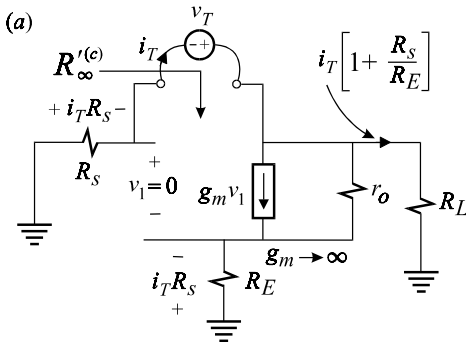 (a)
v_T
- +
i_T
R'_∞^(c)
i_T[1 + R_s/R_E]
+ i_T R_s −
R_s
+
v_1 = 0
−
g_m v_1
r_o
R_L
g_m → ∞
−
i_T R_s
+
R_E